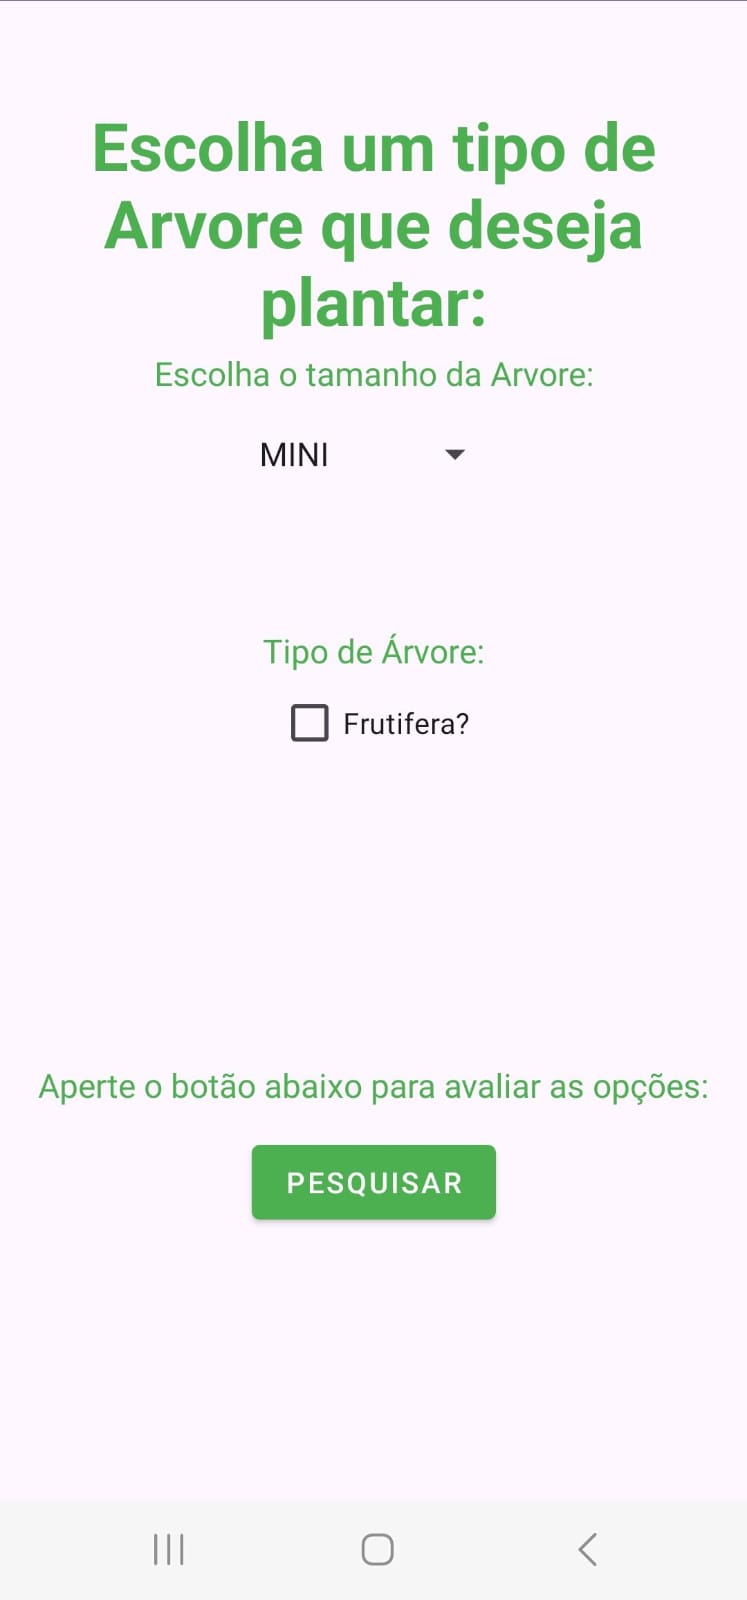 Escolha um tipo de
Arvore que deseja
plantar:
Escolha o tamanho da Arvore:
MINI
Tipo de Árvore:
Frutifera?
Aperte o botão abaixo para avaliar as opções:
PESQUISAR